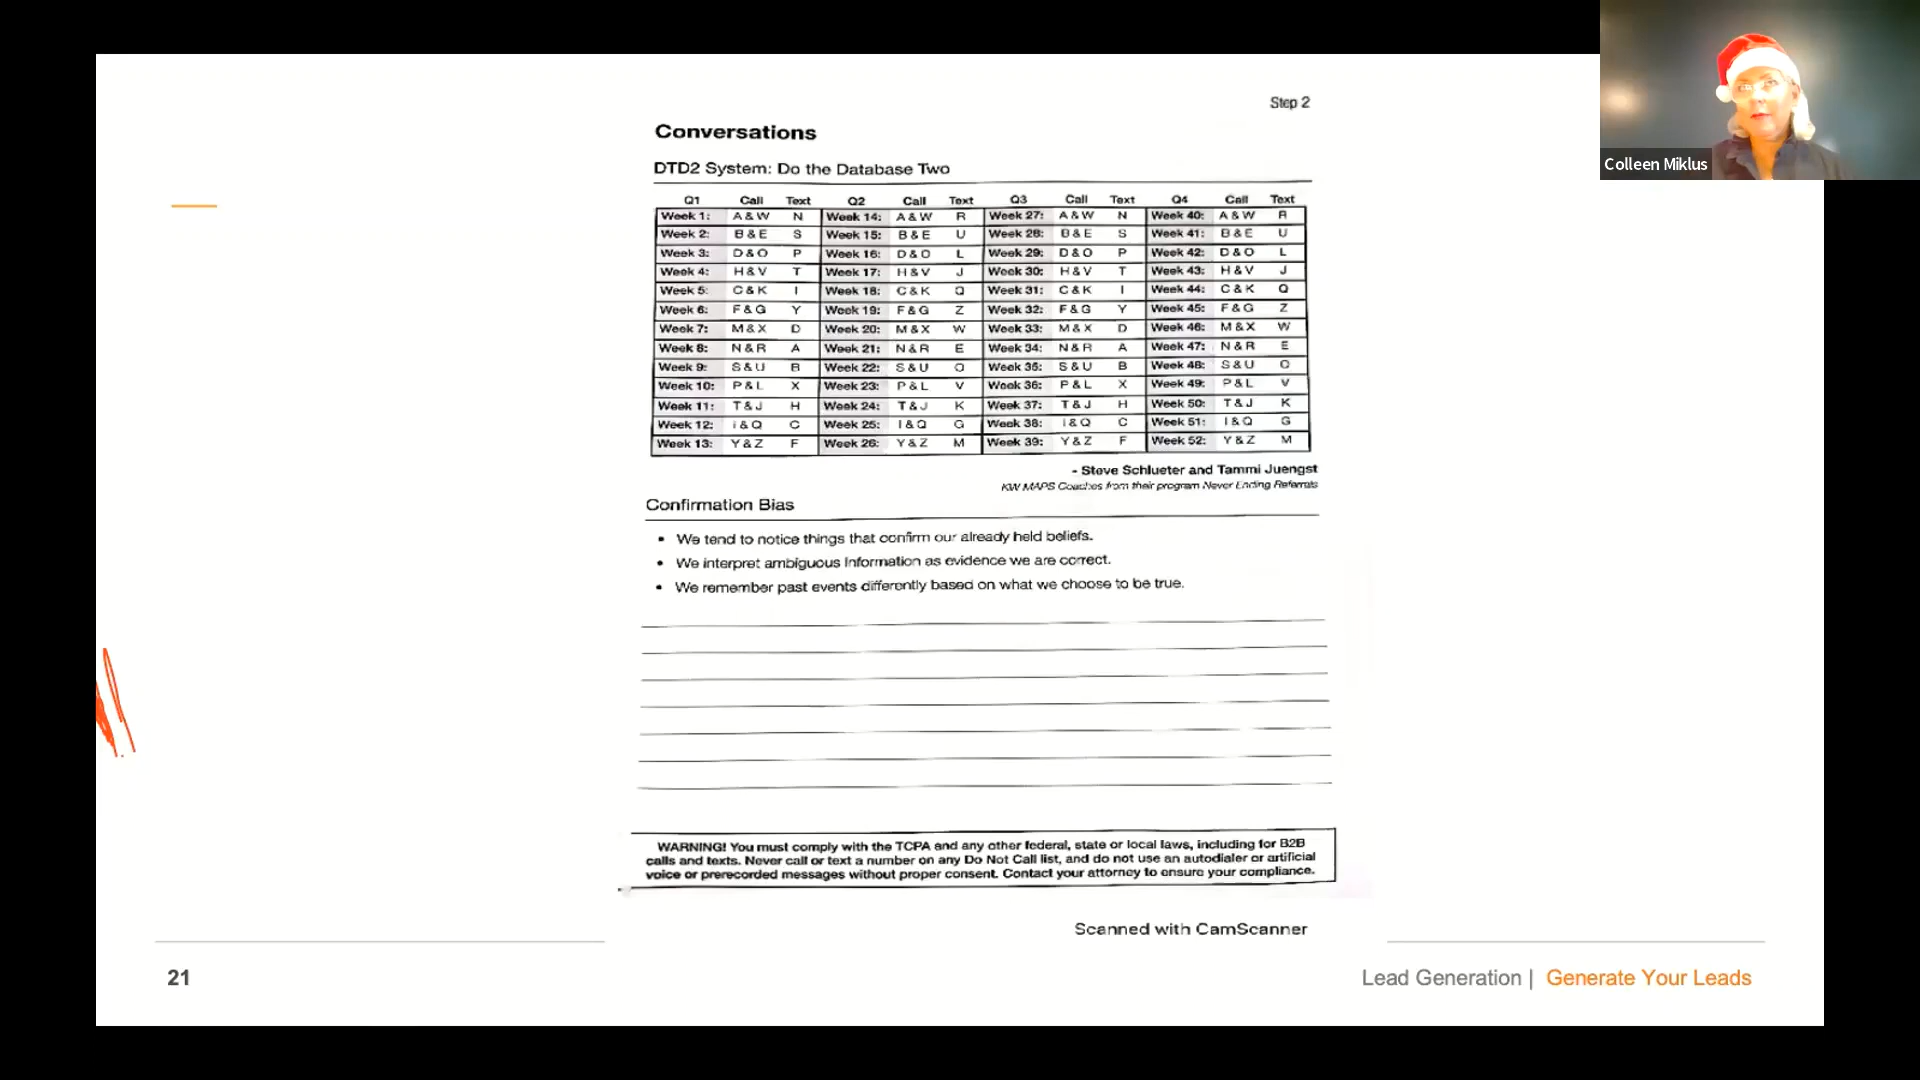 Colleen Miklus
Step 2
Conversations
DTD2 System: Do the Database Two
Q1 Call Text Q2 Call Text Q3 Call Text Q4 Call Text
Week 1: A & W N Week 14: A & W R Week 27: A & W N Week 40: A & W R
Week 2: B & E S Week 15: B & E U Week 28: B & E S Week 41: B & E U
Week 3: D & O P Week 16: D & O L Week 29: D & O P Week 42: D & O L
Week 4: H & V T Week 17: H & V J Week 30: H & V T Week 43: H & V J
Week 5: C & K I Week 18: C & K Q Week 31: C & K I Week 44: C & K Q
Week 6: F & G Y Week 19: F & G Z Week 32: F & G Y Week 45: F & G Z
Week 7: M & X D Week 20: M & X W Week 33: M & X D Week 46: M & X W
Week 8: N & R A Week 21: N & R E Week 34: N & R A Week 47: N & R E
Week 9: S & U B Week 22: S & U O Week 35: S & U B Week 48: S & U O
Week 10: P & L X Week 23: P & L V Week 36: P & L X Week 49: P & L V
Week 11: T & J H Week 24: T & J K Week 37: T & J H Week 50: T & J K
Week 12: I & Q C Week 25: I & Q G Week 38: I & Q C Week 51: I & Q G
Week 13: Y & Z F Week 26: Y & Z M Week 39: Y & Z F Week 52: Y & Z M
- Steve Schlueter and Tammi Juengst
KW MAPS Coaches from their program Never Ending Referrals
Confirmation Bias
• We tend to notice things that confirm our already held beliefs.
• We interpret ambiguous information as evidence we are correct.
• We remember past events differently based on what we choose to be true.
WARNING! You must comply with the TCPA and any other federal, state or local laws, including for B2B
calls and texts. Never call or text a number on any Do Not Call list, and do not use an autodialer or artificial
voice or prerecorded messages without proper consent. Contact your attorney to ensure your compliance.
Scanned with CamScanner
21
Lead Generation | Generate Your Leads